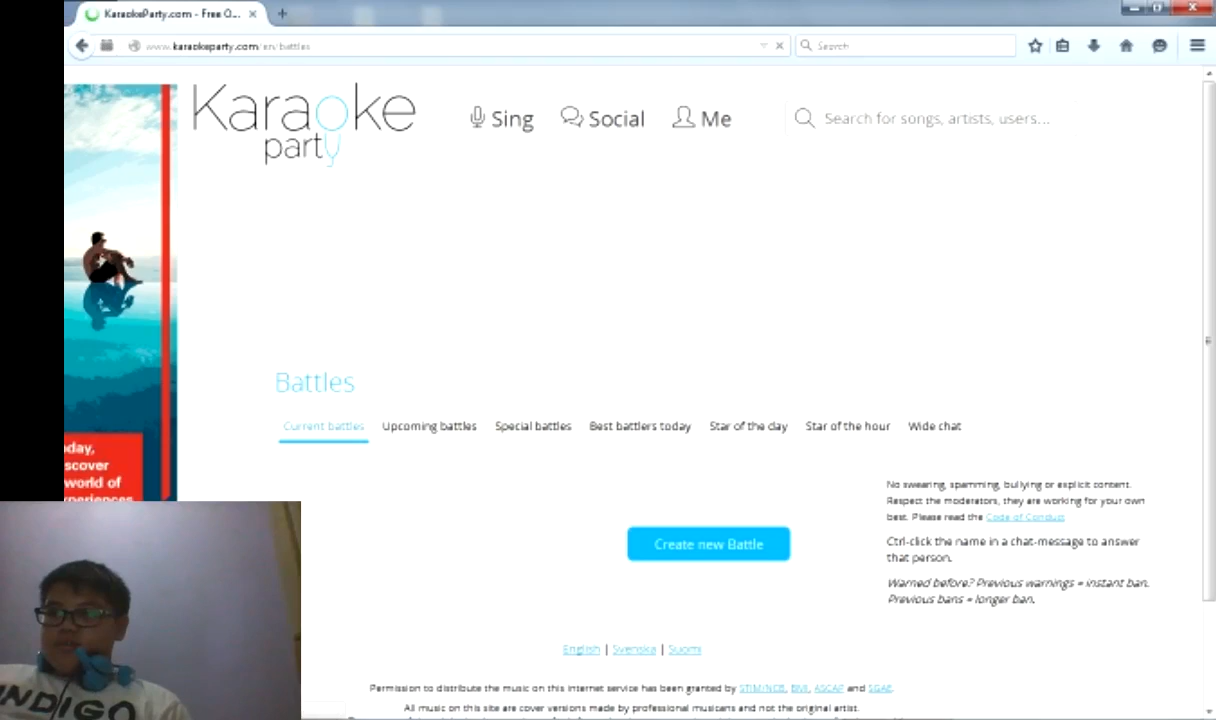 KaraokeParty.com - Free O...
www.karaokeparty.com/en/battles
Search
Karaoke
party
Sing
Social
Me
Search for songs, artists, users...
Battles
Current battles
Upcoming battles
Special battles
Best battlers today
Star of the day
Star of the hour
Wide chat
oday,
scover
world of
xperiences
No swearing, spamming, bullying or explicit content.
Respect the moderators, they are working for your own
best. Please read the Code of Conduct
Create new Battle
Ctrl-click the name in a chat-message to answer
that person.
Warned before? Previous warnings = instant ban.
Previous bans = longer ban.
English | Svenska | Suomi
INDIGO
Permission to distribute the music on this internet service has been granted by STIM/NCB, BMI, ASCAP and SGAE.
All music on this site are cover versions made by professional musicans and not the original artist.